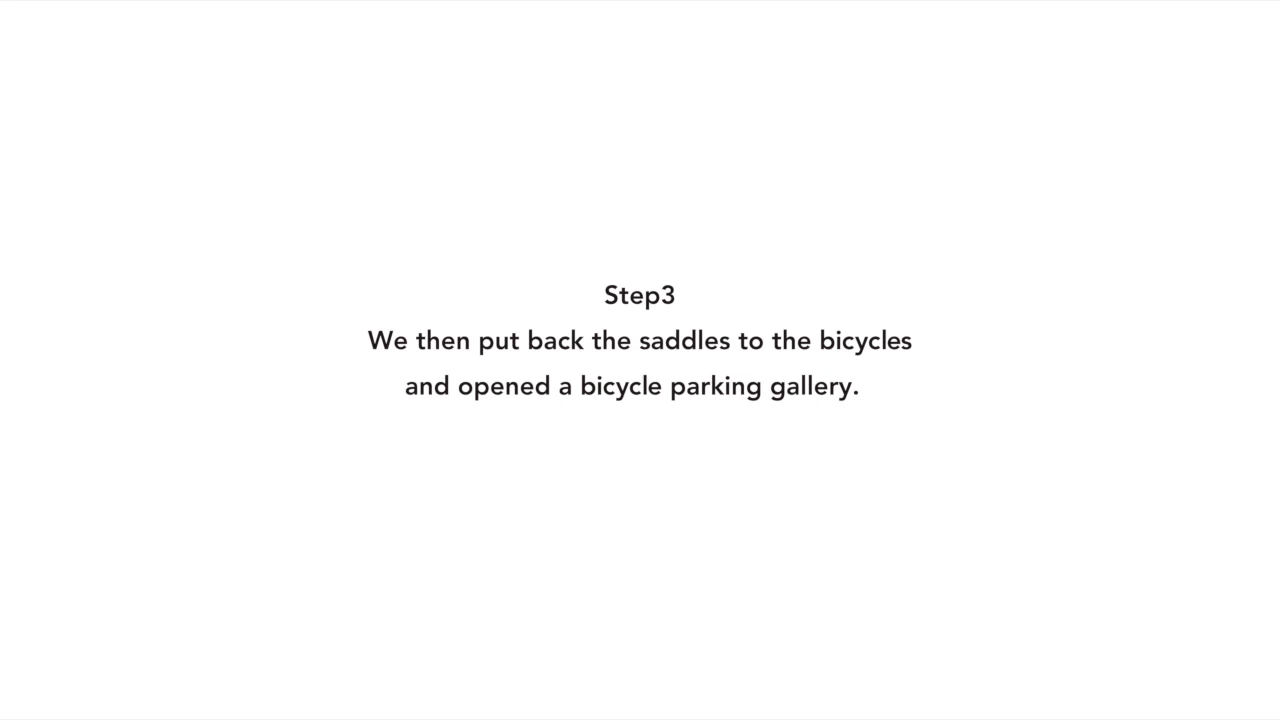 Step3
We then put back the saddles to the bicycles
and opened a bicycle parking gallery.